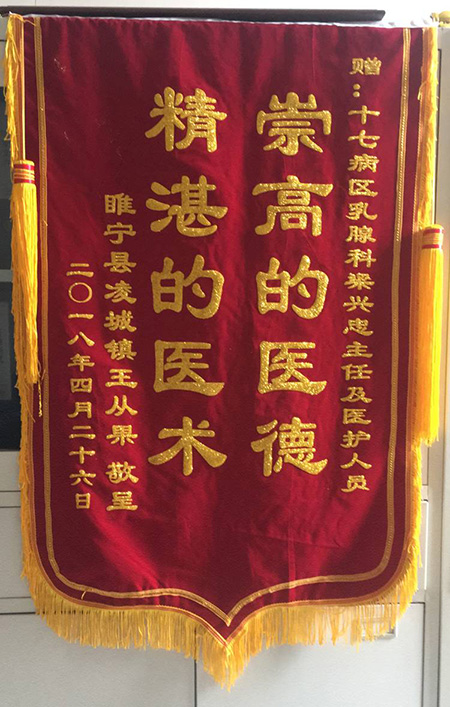 赠：十七病区乳腺科梁兴忠主任及医护人员
崇高的医德
精湛的医术
睢宁县凌城镇王从果 敬呈
二〇一八年四月二十六日